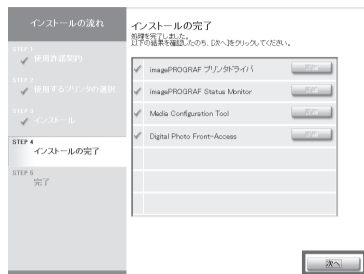 インストールの流れ
STEP 1
使用許諾契約
STEP 2
使用するプリンタの選択
STEP 3
インストール
STEP 4
インストールの完了
STEP 5
完了
インストールの完了
処理を完了しました。
以下の結果を確認したのち、[次へ]をクリックしてください。
imagePROGRAF プリンタドライバ
imagePROGRAF Status Monitor
Media Configuration Tool
Digital Photo Front-Access
次へ